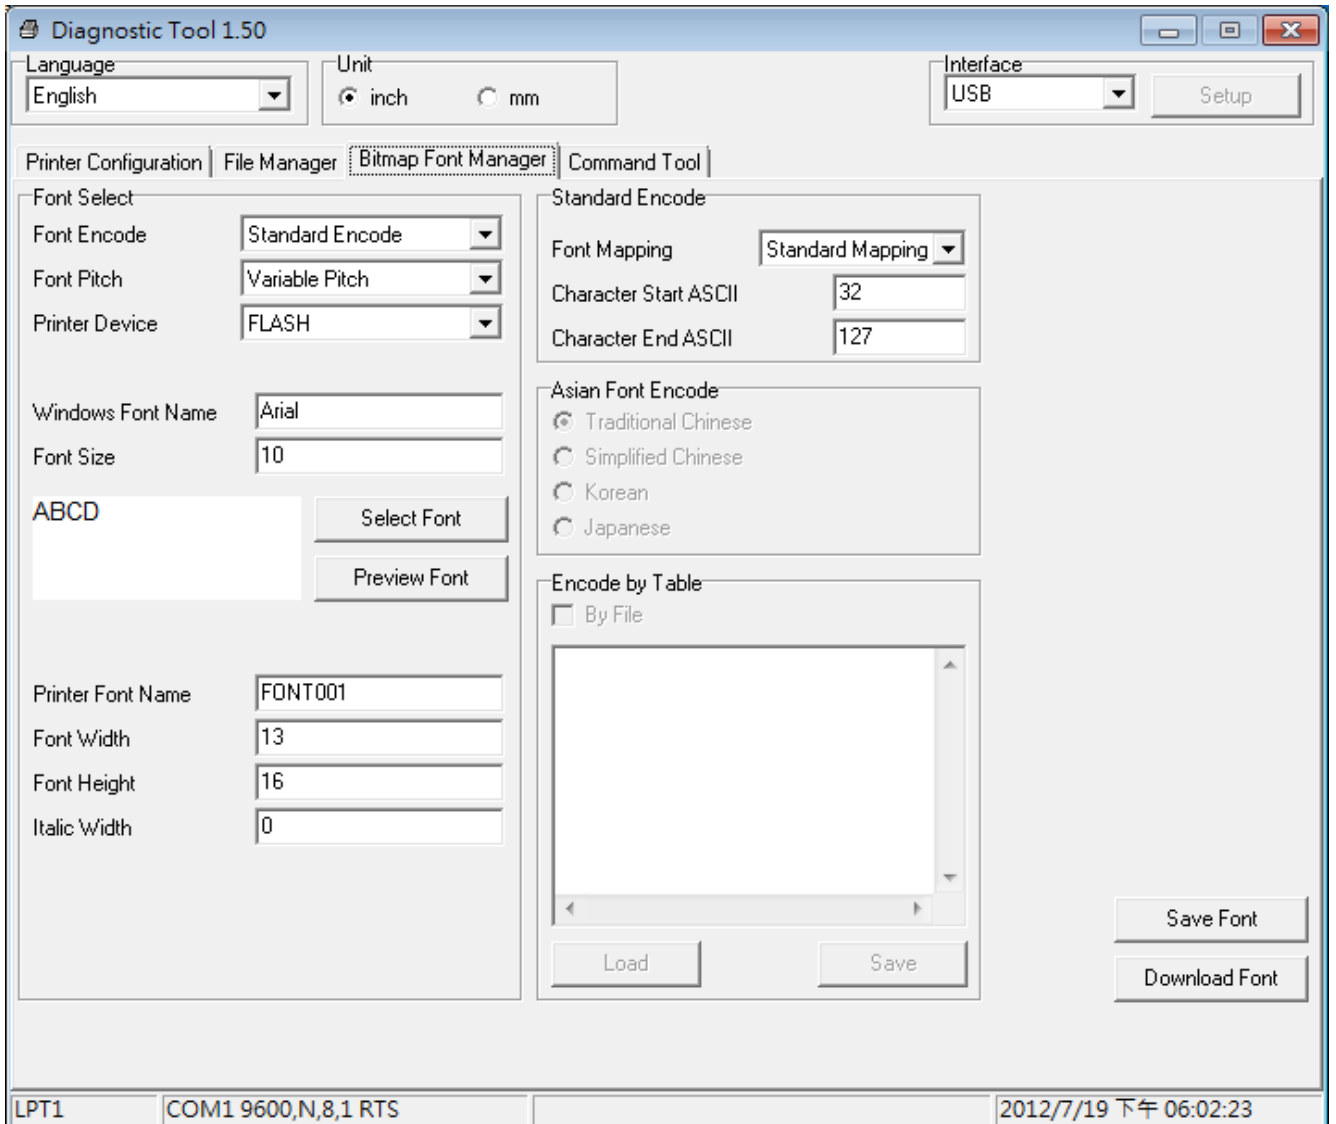 Diagnostic Tool 1.50
Language
Unit
Interface
English
inch
mm
USB
Setup
Printer Configuration
File Manager
Bitmap Font Manager
Command Tool
Font Select
Font Encode
Standard Encode
Font Pitch
Variable Pitch
Printer Device
FLASH
Windows Font Name
Arial
Font Size
10
ABCD
Select Font
Preview Font
Printer Font Name
FONT001
Font Width
13
Font Height
16
Italic Width
0
Standard Encode
Font Mapping
Standard Mapping
Character Start ASCII
32
Character End ASCII
127
Asian Font Encode
Traditional Chinese
Simplified Chinese
Korean
Japanese
Encode by Table
By File
Load
Save
Save Font
Download Font
LPT1
COM1 9600,N,8,1 RTS
2012/7/19 下午 06:02:23